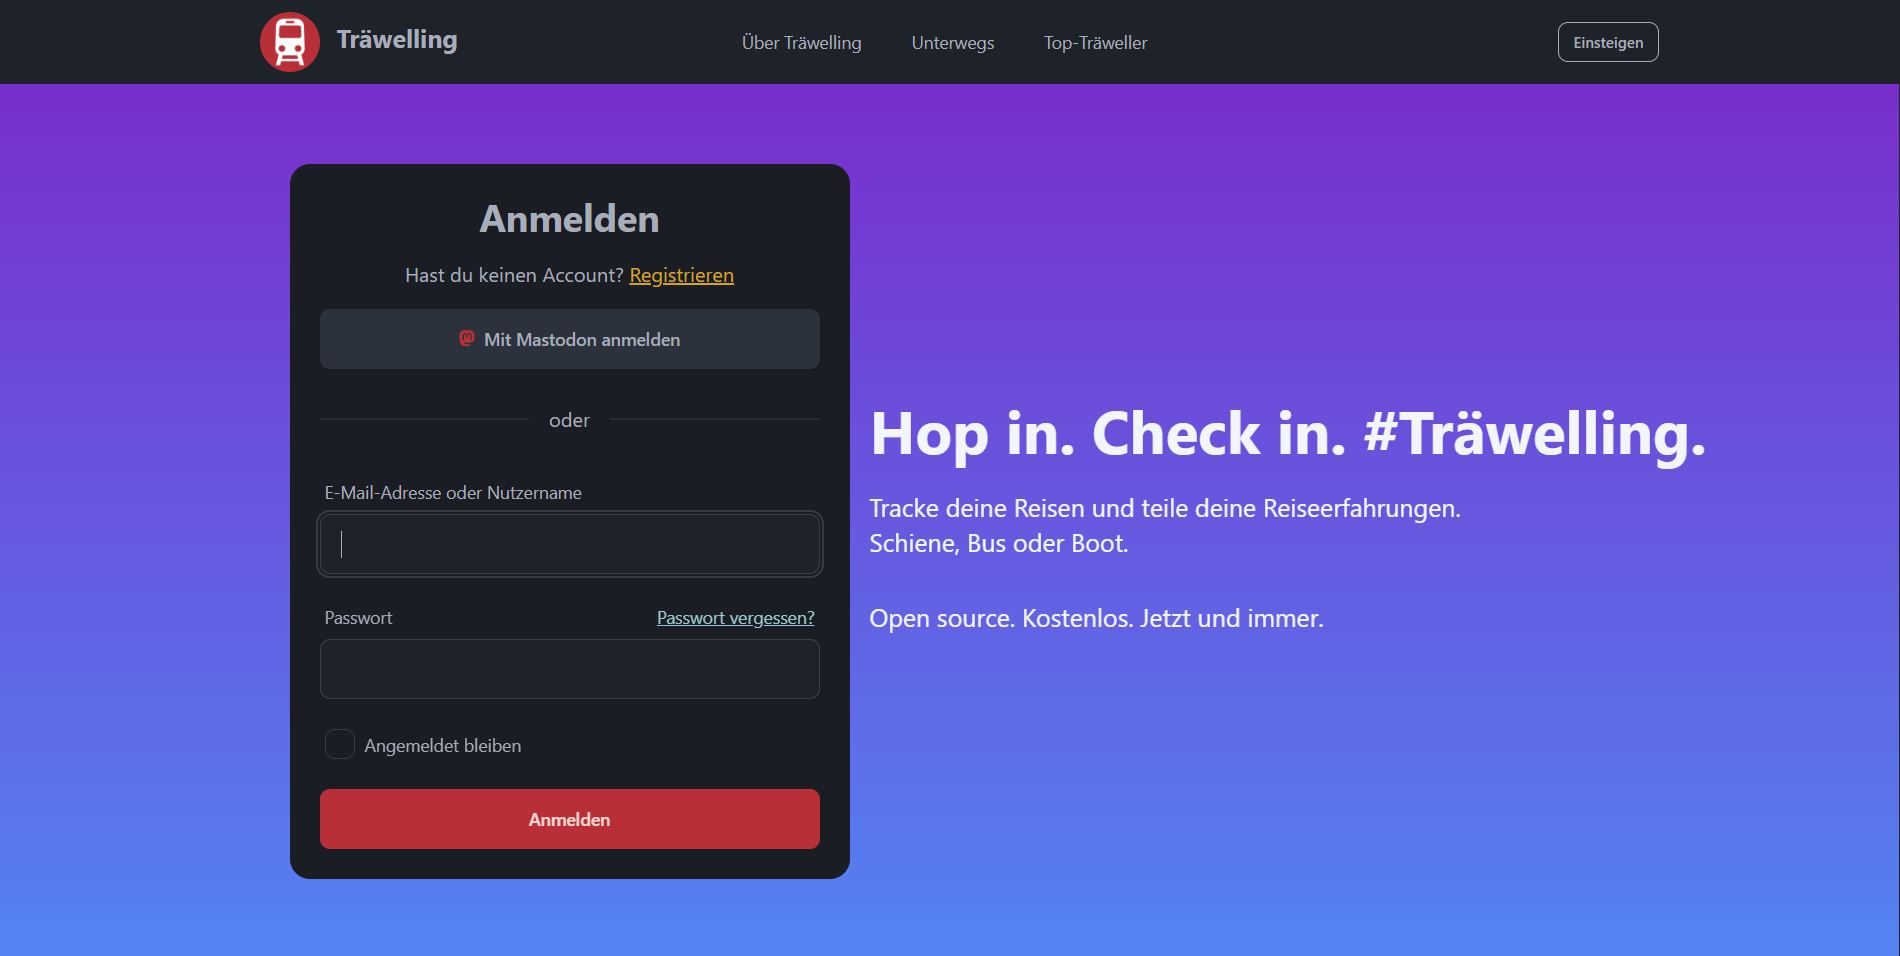 Träwelling
Über Träwelling
Unterwegs
Top-Träweller
Einsteigen
Anmelden
Hast du keinen Account? Registrieren
Mit Mastodon anmelden
oder
E-Mail-Adresse oder Nutzername
Passwort
Passwort vergessen?
Angemeldet bleiben
Anmelden
Hop in. Check in. #Träwelling.
Tracke deine Reisen und teile deine Reiseerfahrungen.
Schiene, Bus oder Boot.
Open source. Kostenlos. Jetzt und immer.